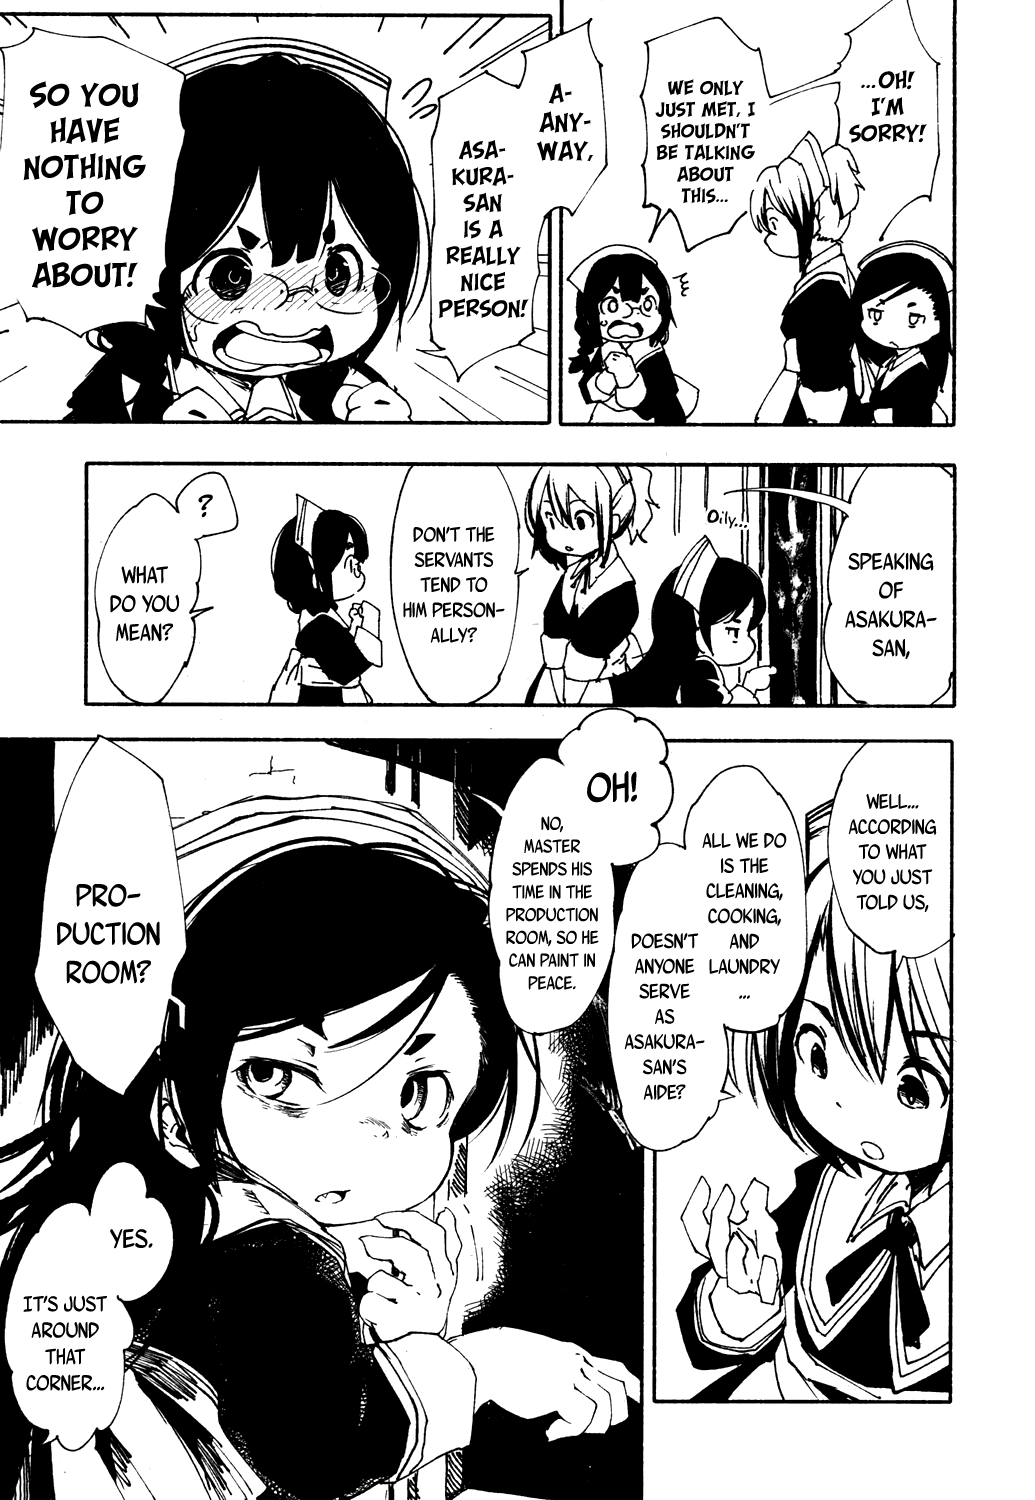 ...OH!
I'M
SORRY!
WE ONLY
JUST MET, I
SHOULDN'T
BE TALKING
ABOUT
THIS...
A-
ANY-
WAY,
ASA-
KURA-
SAN
IS A
REALLY
NICE
PERSON!
SO YOU
HAVE
NOTHING
TO
WORRY
ABOUT!
SPEAKING
OF
ASAKURA-
SAN,
Oily...
DON'T THE
SERVANTS
TEND TO
HIM PERSON-
ALLY?
?
WHAT
DO YOU
MEAN?
WELL...
ACCORDING
TO WHAT
YOU JUST
TOLD US,
ALL WE DO
IS THE
CLEANING,
COOKING,
AND
LAUNDRY
...
DOESN'T
ANYONE
SERVE
AS
ASAKURA-
SAN'S
AIDE?
OH!
NO,
MASTER
SPENDS HIS
TIME IN THE
PRODUCTION
ROOM, SO HE
CAN PAINT IN
PEACE.
PRO-
DUCTION
ROOM?
YES.
IT'S JUST
AROUND
THAT
CORNER...